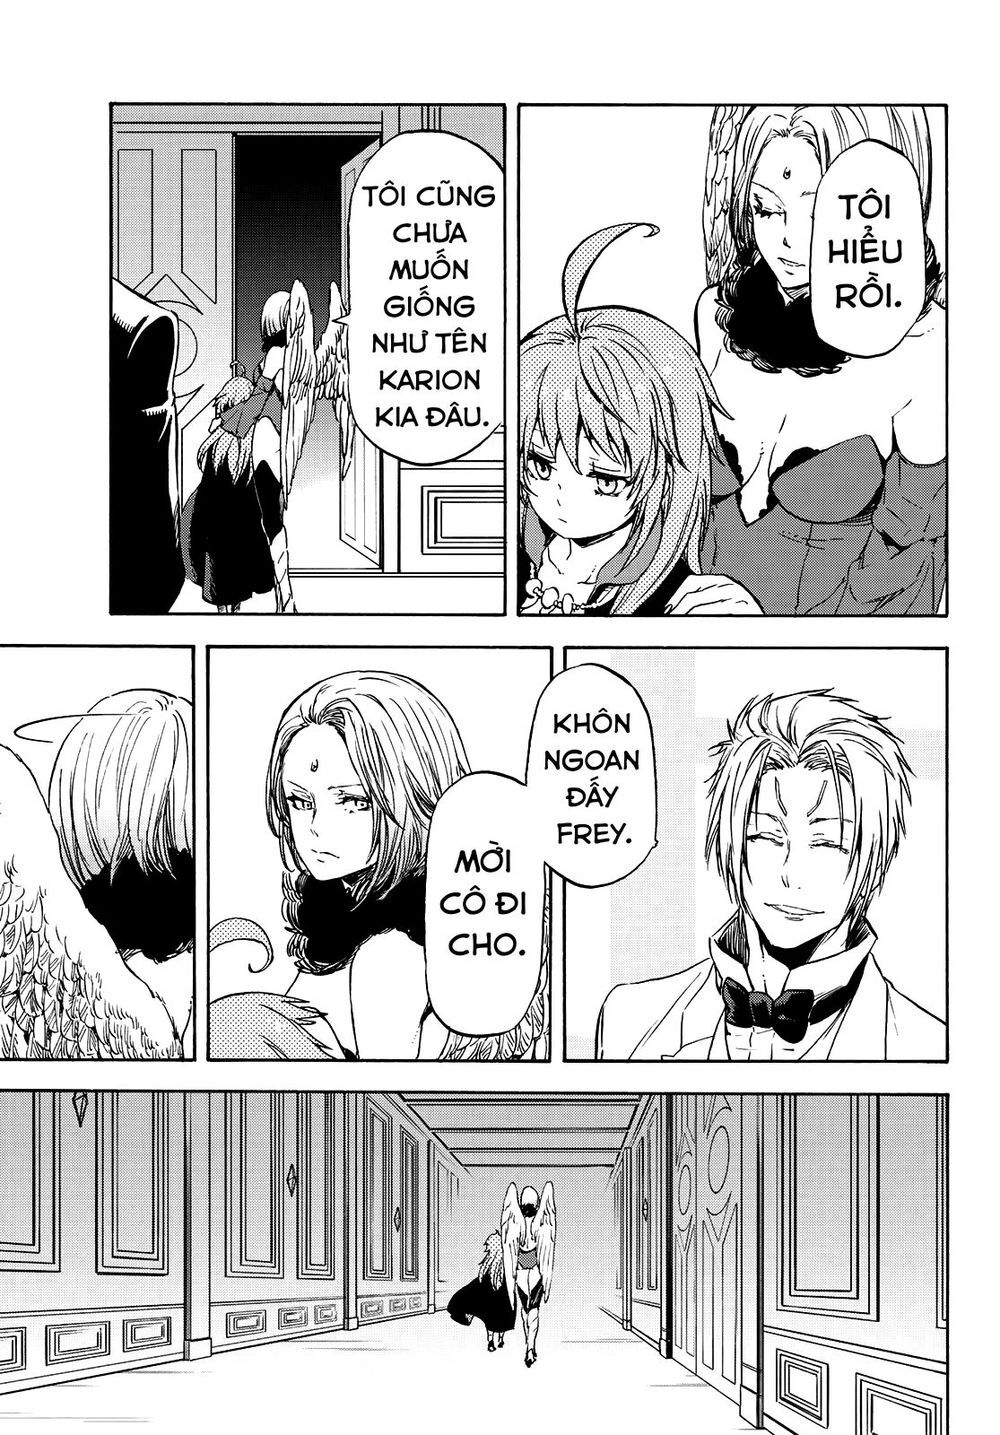 TÔI
HIỂU
RỒI.
TÔI CŨNG
CHƯA
MUỐN
GIỐNG
NHƯ TÊN
KARION
KIA ĐÂU.
KHÔN
NGOAN
ĐẤY
FREY.
MỜI
CÔ ĐI
CHO.